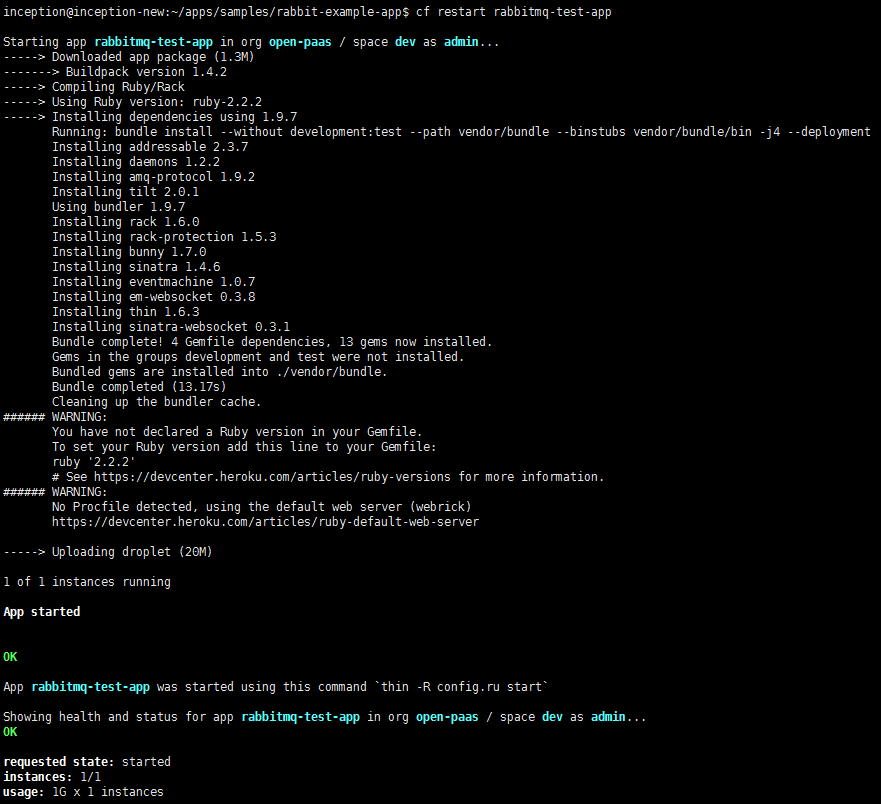 inception@inception-new:~/apps/samples/rabbit-example-app$ cf restart rabbitmq-test-app
Starting app rabbitmq-test-app in org open-paas / space dev as admin...
-----> Downloaded app package (1.3M)
-------> Buildpack version 1.4.2
-----> Compiling Ruby/Rack
-----> Using Ruby version: ruby-2.2.2
-----> Installing dependencies using 1.9.7
Running: bundle install --without development:test --path vendor/bundle --binstubs vendor/bundle/bin -j4 --deployment
Installing addressable 2.3.7
Installing daemons 1.2.2
Installing amq-protocol 1.9.2
Installing tilt 2.0.1
Using bundler 1.9.7
Installing rack 1.6.0
Installing rack-protection 1.5.3
Installing bunny 1.7.0
Installing sinatra 1.4.6
Installing eventmachine 1.0.7
Installing em-websocket 0.3.8
Installing thin 1.6.3
Installing sinatra-websocket 0.3.1
Bundle complete! 4 Gemfile dependencies, 13 gems now installed.
Gems in the groups development and test were not installed.
Bundled gems are installed into ./vendor/bundle.
Bundle completed (13.17s)
Cleaning up the bundler cache.
###### WARNING:
You have not declared a Ruby version in your Gemfile.
To set your Ruby version add this line to your Gemfile:
ruby '2.2.2'
# See https://devcenter.heroku.com/articles/ruby-versions for more information.
###### WARNING:
No Procfile detected, using the default web server (webrick)
https://devcenter.heroku.com/articles/ruby-default-web-server
-----> Uploading droplet (20M)
1 of 1 instances running
App started
OK
App rabbitmq-test-app was started using this command `thin -R config.ru start`
Showing health and status for app rabbitmq-test-app in org open-paas / space dev as admin...
OK
requested state: started
instances: 1/1
usage: 1G x 1 instances